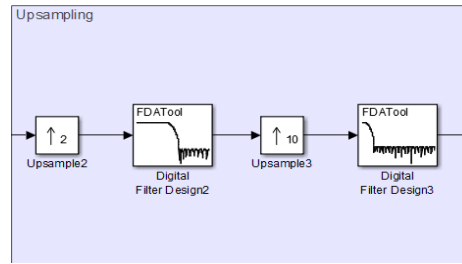 Upsampling
FDATool
FDATool
↑ 2
↑ 10
Upsample2
Digital
Filter Design2
Upsample3
Digital
Filter Design3